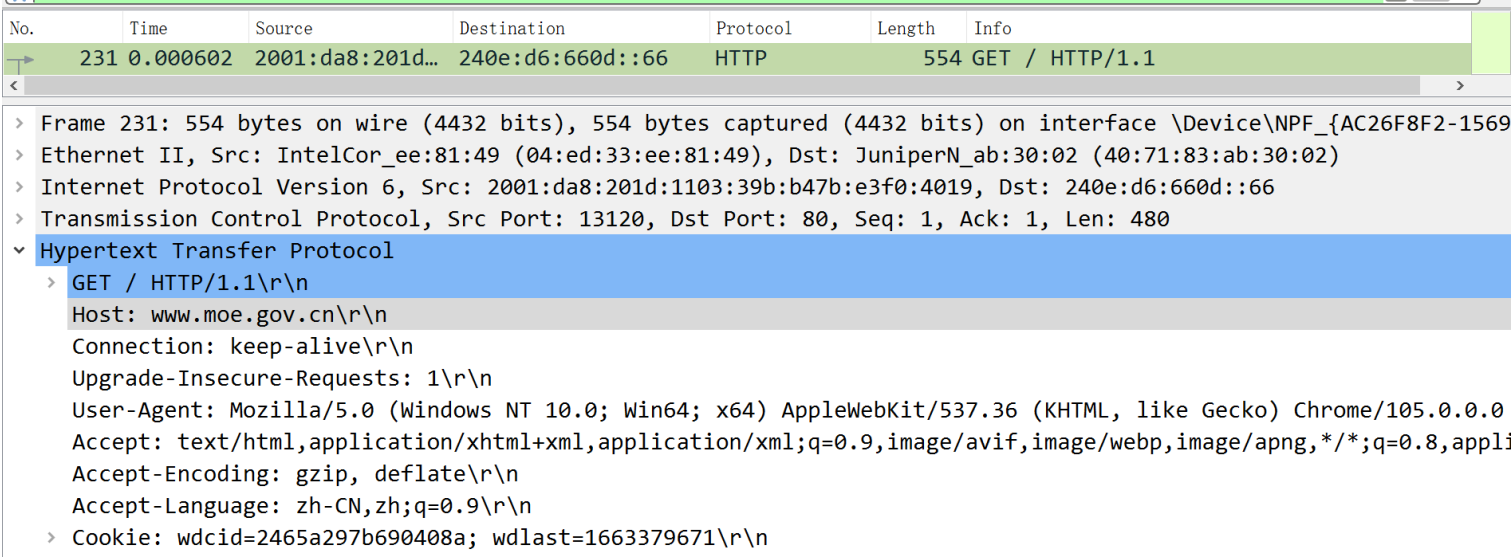 No. Time Source Destination Protocol Length Info
231 0.000602 2001:da8:201d… 240e:d6:660d::66 HTTP 554 GET / HTTP/1.1
Frame 231: 554 bytes on wire (4432 bits), 554 bytes captured (4432 bits) on interface \Device\NPF_{AC26F8F2-1569
Ethernet II, Src: IntelCor_ee:81:49 (04:ed:33:ee:81:49), Dst: JuniperN_ab:30:02 (40:71:83:ab:30:02)
Internet Protocol Version 6, Src: 2001:da8:201d:1103:39b:b47b:e3f0:4019, Dst: 240e:d6:660d::66
Transmission Control Protocol, Src Port: 13120, Dst Port: 80, Seq: 1, Ack: 1, Len: 480
Hypertext Transfer Protocol
GET / HTTP/1.1\r\n
Host: www.moe.gov.cn\r\n
Connection: keep-alive\r\n
Upgrade-Insecure-Requests: 1\r\n
User-Agent: Mozilla/5.0 (Windows NT 10.0; Win64; x64) AppleWebKit/537.36 (KHTML, like Gecko) Chrome/105.0.0.0
Accept: text/html,application/xhtml+xml,application/xml;q=0.9,image/avif,image/webp,image/apng,*/*;q=0.8,appli
Accept-Encoding: gzip, deflate\r\n
Accept-Language: zh-CN,zh;q=0.9\r\n
Cookie: wdcid=2465a297b690408a; wdlast=1663379671\r\n